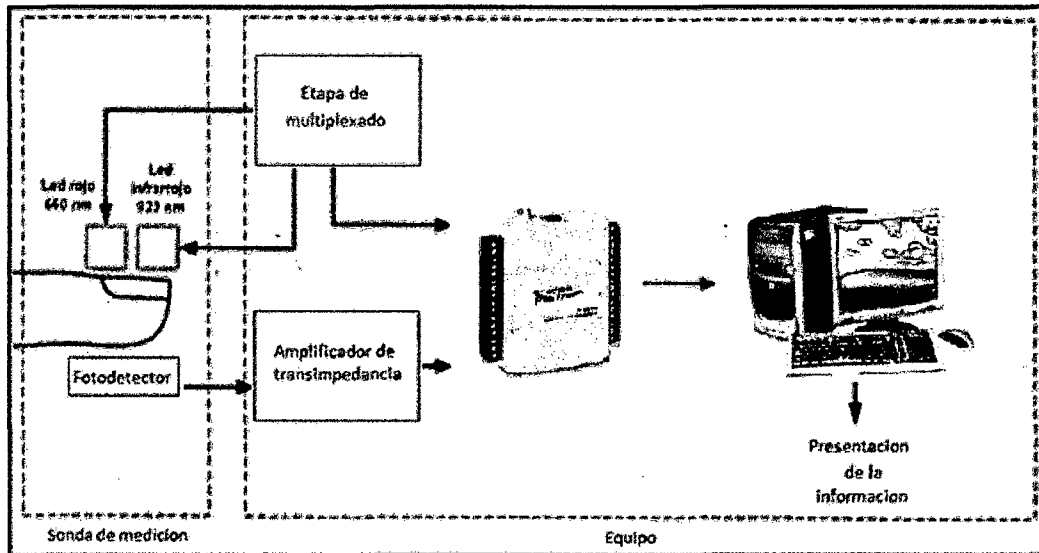 Etapa de
multiplexado
Led rojo
660 nm
Led
infrarrojo
Fotodetector
Amplificador de
transimpedancia
Presentacion
de la
informacion
Sonda de medicion
Equipo